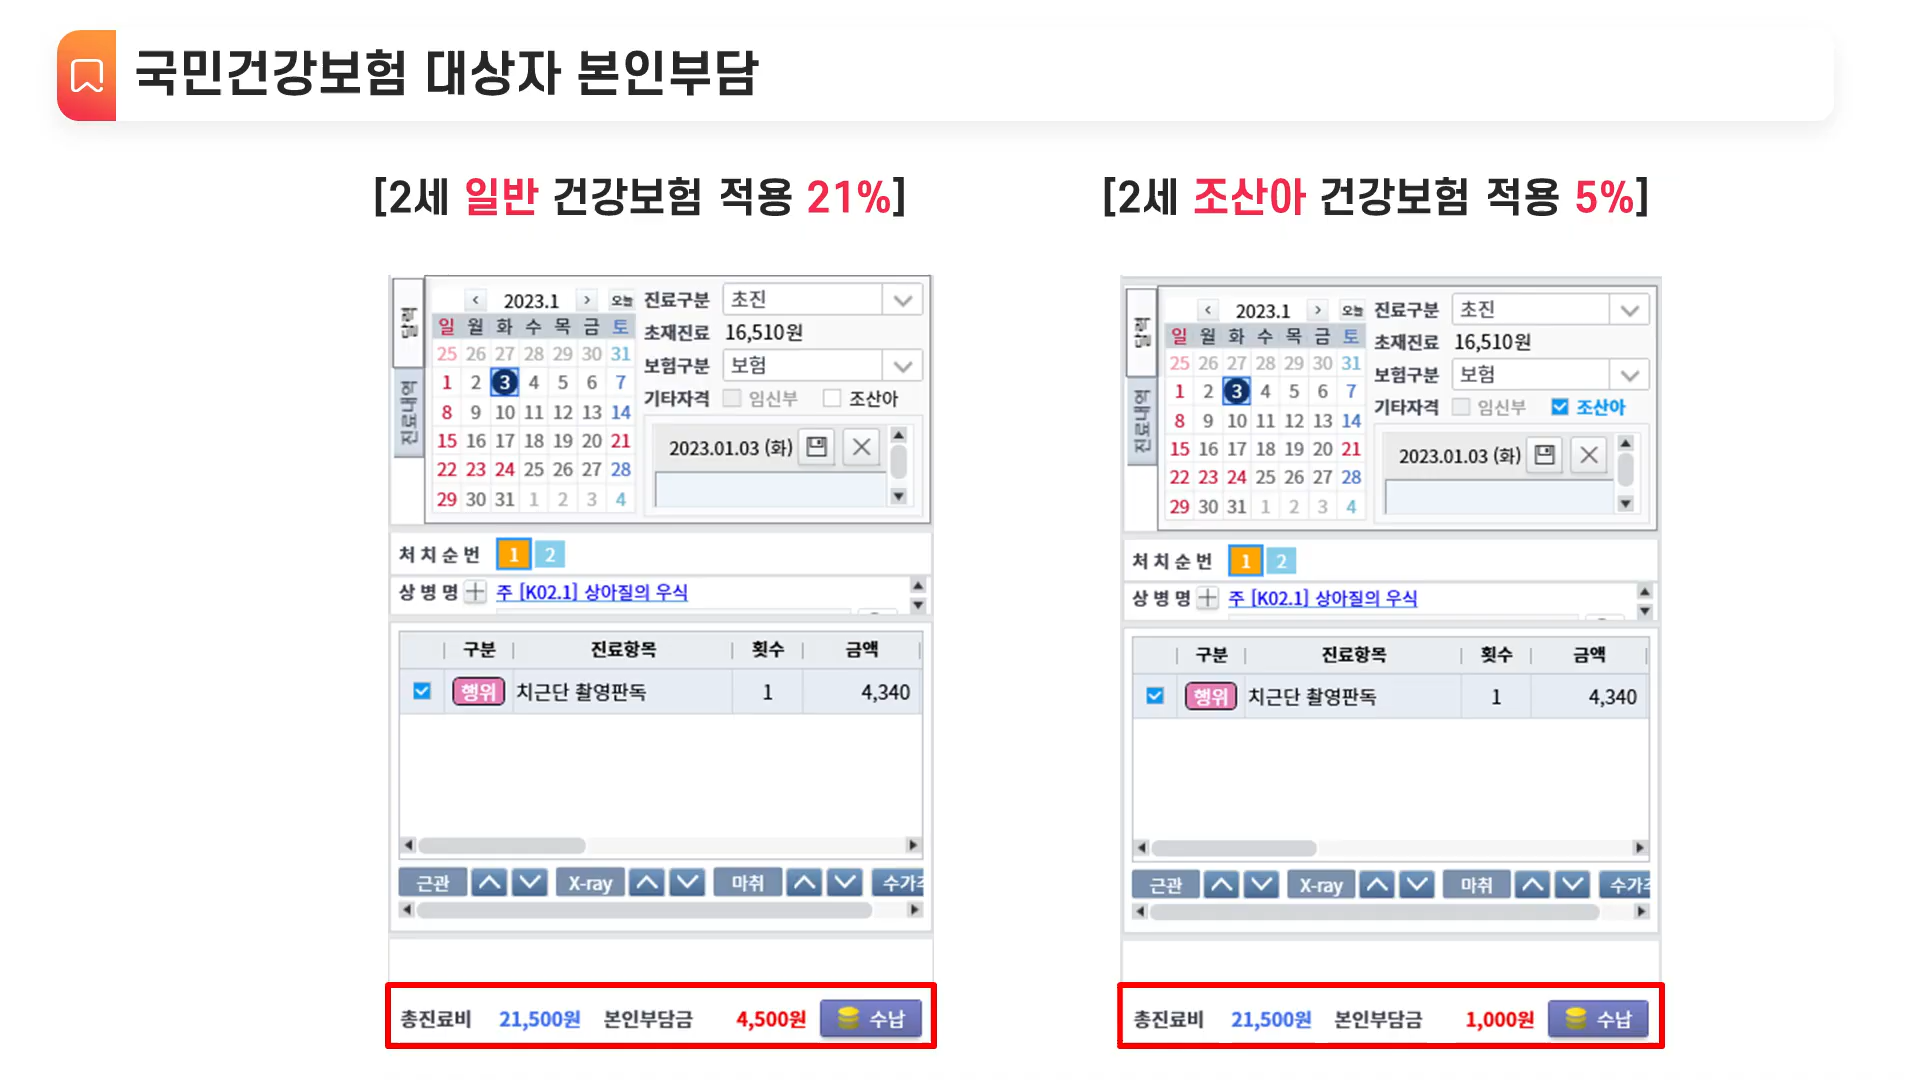 국민건강보험 대상자 본인부담
[2세 일반 건강보험 적용 21%]
달력
진료내역
2023.1 오늘
일 월 화 수 목 금 토
25 26 27 28 29 30 31
1 2 3 4 5 6 7
8 9 10 11 12 13 14
15 16 17 18 19 20 21
22 23 24 25 26 27 28
29 30 31 1 2 3 4
진료구분 초진
초재진료 16,510원
보험구분 보험
기타자격 임신부 조산아
2023.01.03 (화)
처치순번 1 2
상병명 주 [K02.1] 상아질의 우식
구분 진료항목 횟수 금액
행위 치근단 촬영판독 1 4,340
근관 X-ray 마취 수가조
총진료비 21,500원 본인부담금 4,500원 수납
[2세 조산아 건강보험 적용 5%]
달력
진료내역
2023.1 오늘
일 월 화 수 목 금 토
25 26 27 28 29 30 31
1 2 3 4 5 6 7
8 9 10 11 12 13 14
15 16 17 18 19 20 21
22 23 24 25 26 27 28
29 30 31 1 2 3 4
진료구분 초진
초재진료 16,510원
보험구분 보험
기타자격 임신부 조산아
2023.01.03 (화)
처치순번 1 2
상병명 주 [K02.1] 상아질의 우식
구분 진료항목 횟수 금액
행위 치근단 촬영판독 1 4,340
근관 X-ray 마취 수가조
총진료비 21,500원 본인부담금 1,000원 수납